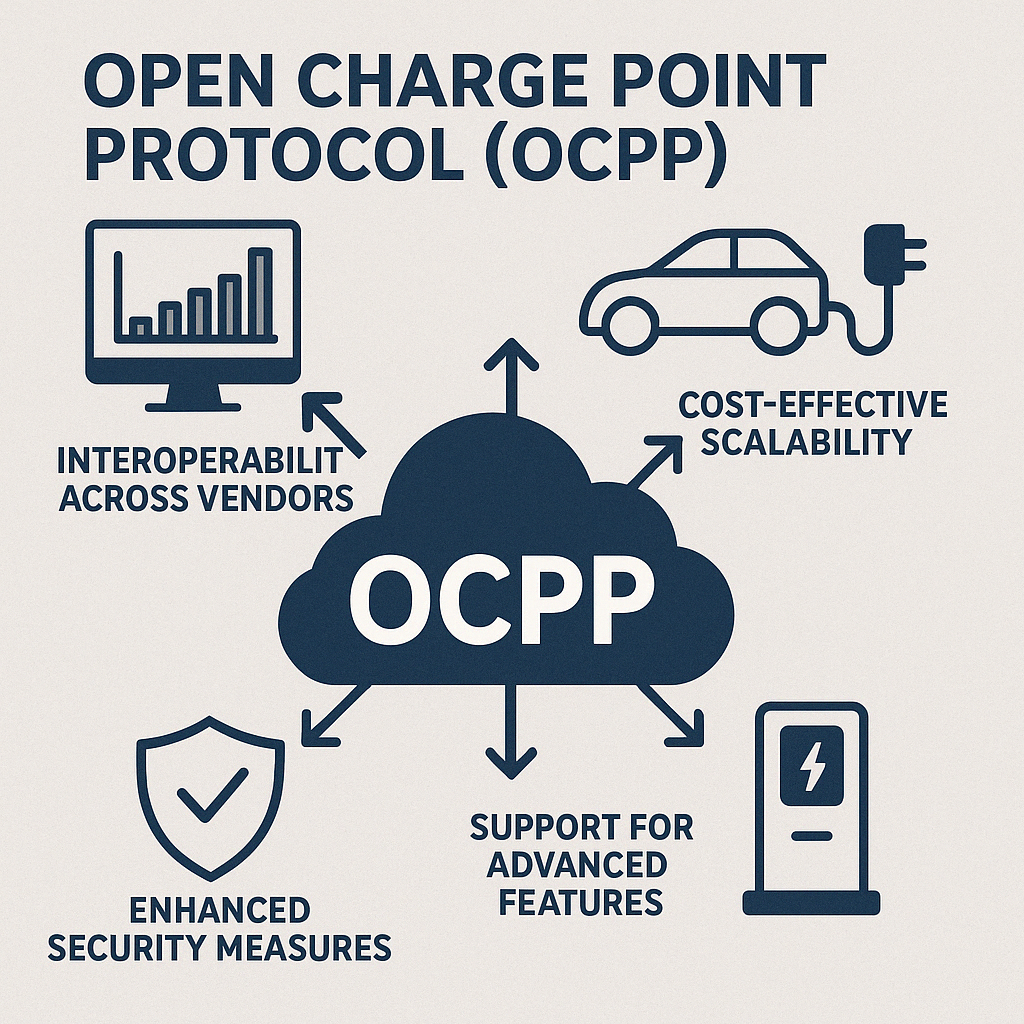 OPEN CHARGE POINT
PROTOCOL (OCPP)
INTEROPERABILIT
ACROSS VENDORS
COST-EFFECTIVE
SCALABILITY
OCPP
ENHANCED
SECURITY MEASURES
SUPPORT FOR
ADVANCED
FEATURES